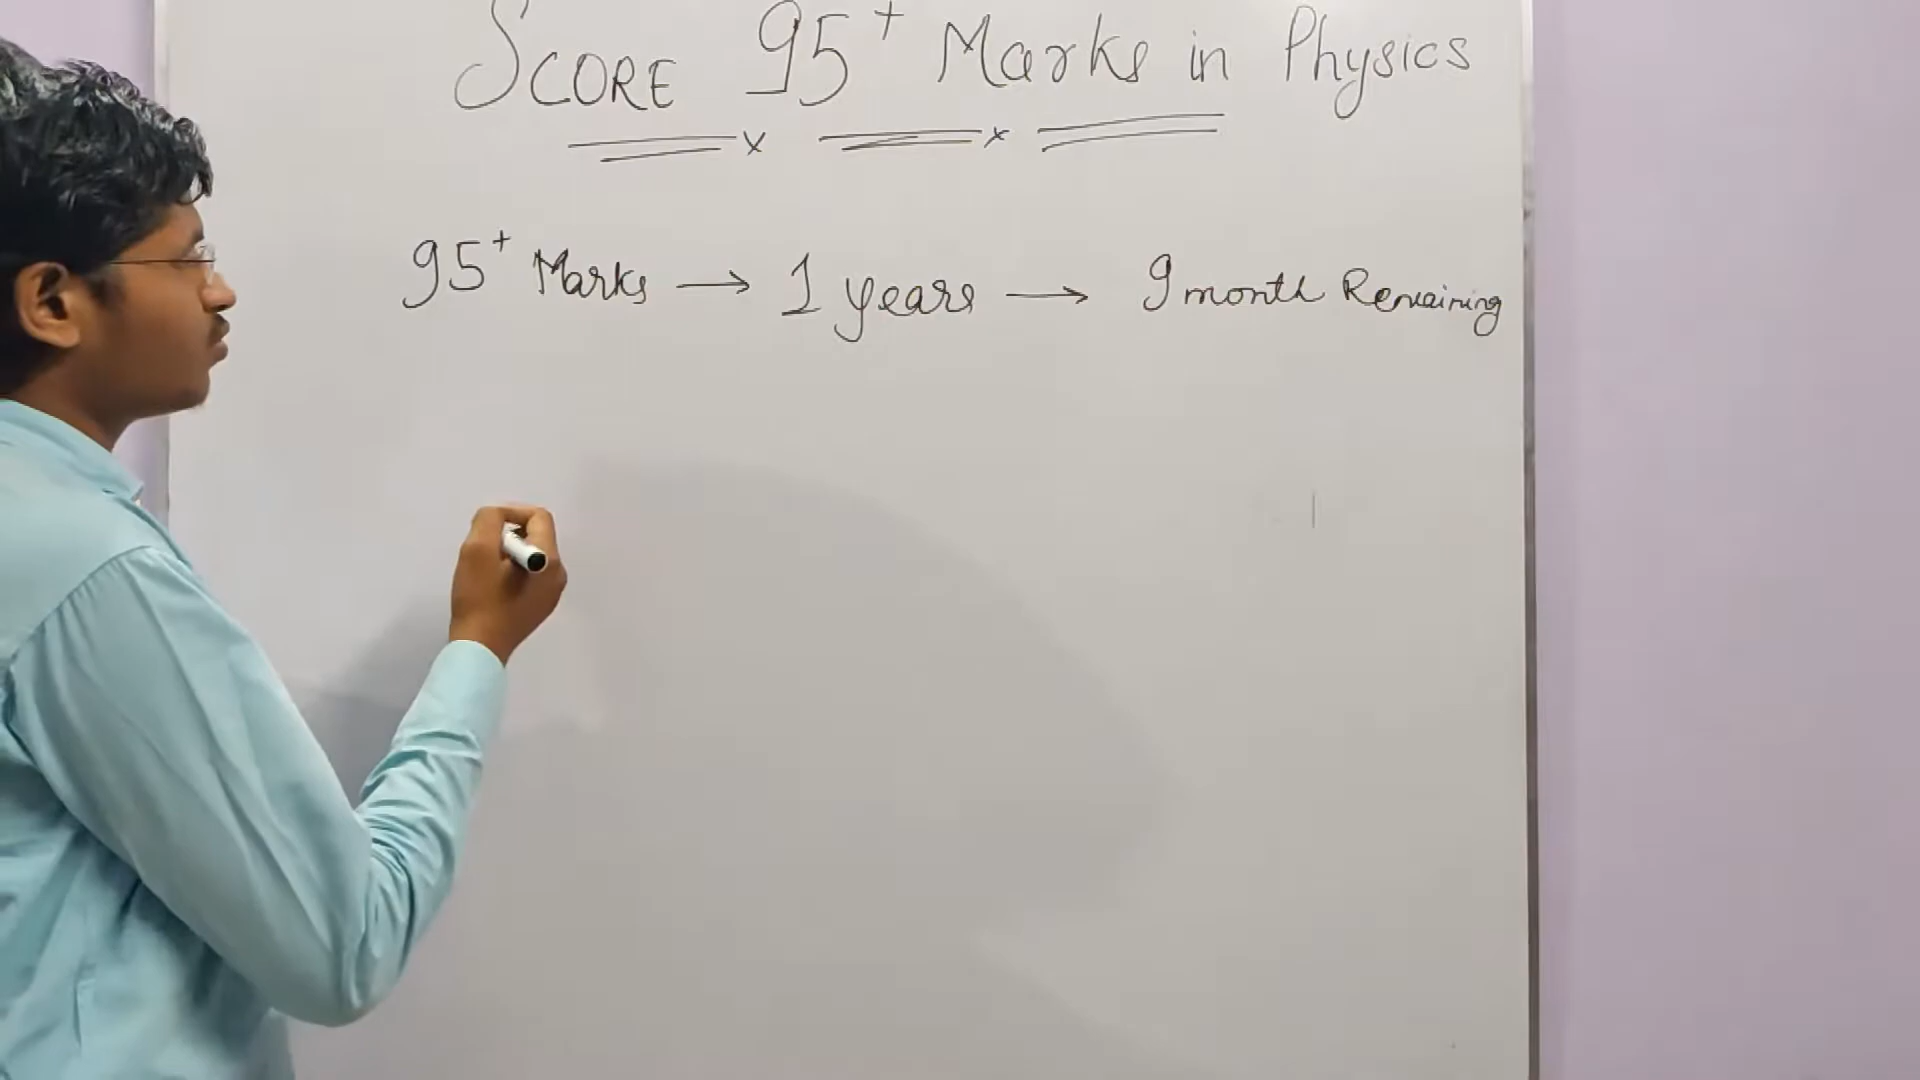 SCORE 95+ Marks in Physics
95+ Marks → 1 years → 9 month Remaining